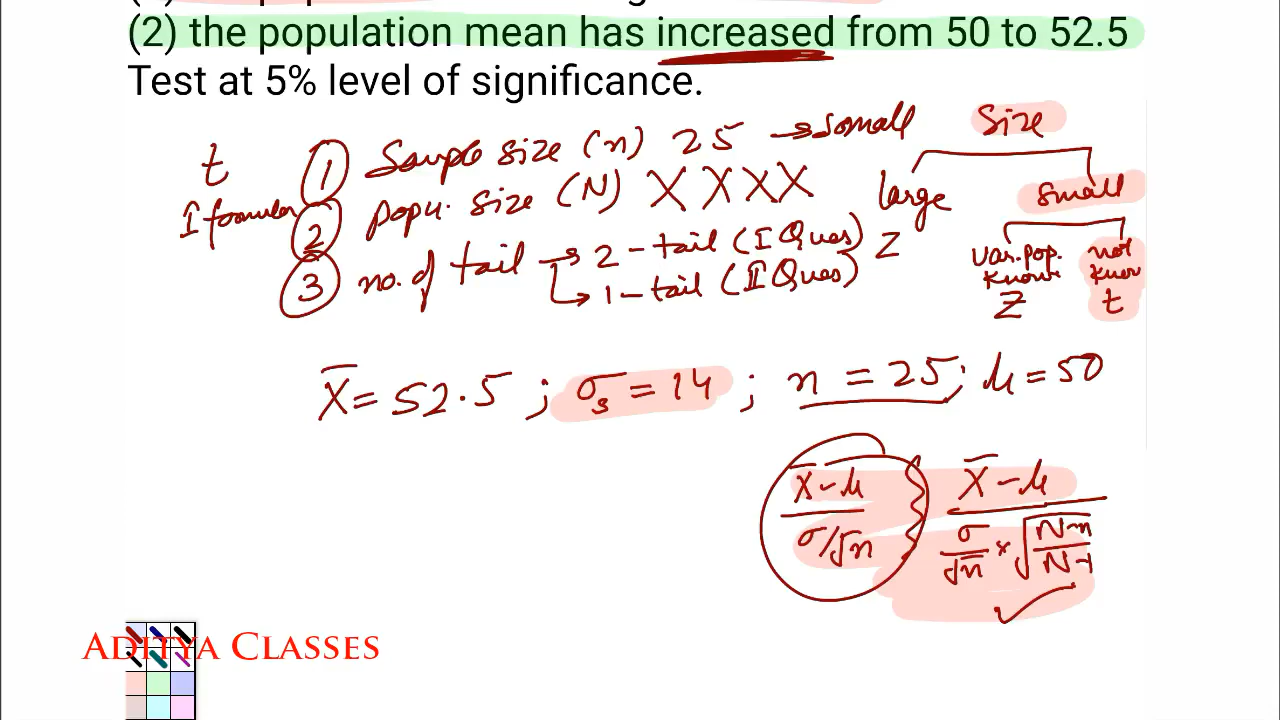 (2) the population mean has increased from 50 to 52.5
Test at 5% level of significance.
t
I formula
① Sample size (n) 25 → small
② popu. size (N) X X X X
③ no. of tail → 2 - tail (I Ques)
→ 1 - tail (II Ques)
Size
large small
Z
var. pop. known not know
Z t
X̄ = 52.5 ; σs = 14 ; n = 25 ; μ = 50
X̄ - μ / σ/√n
X̄ - μ / σ/√n × √N-n/N-1
ADITYA CLASSES